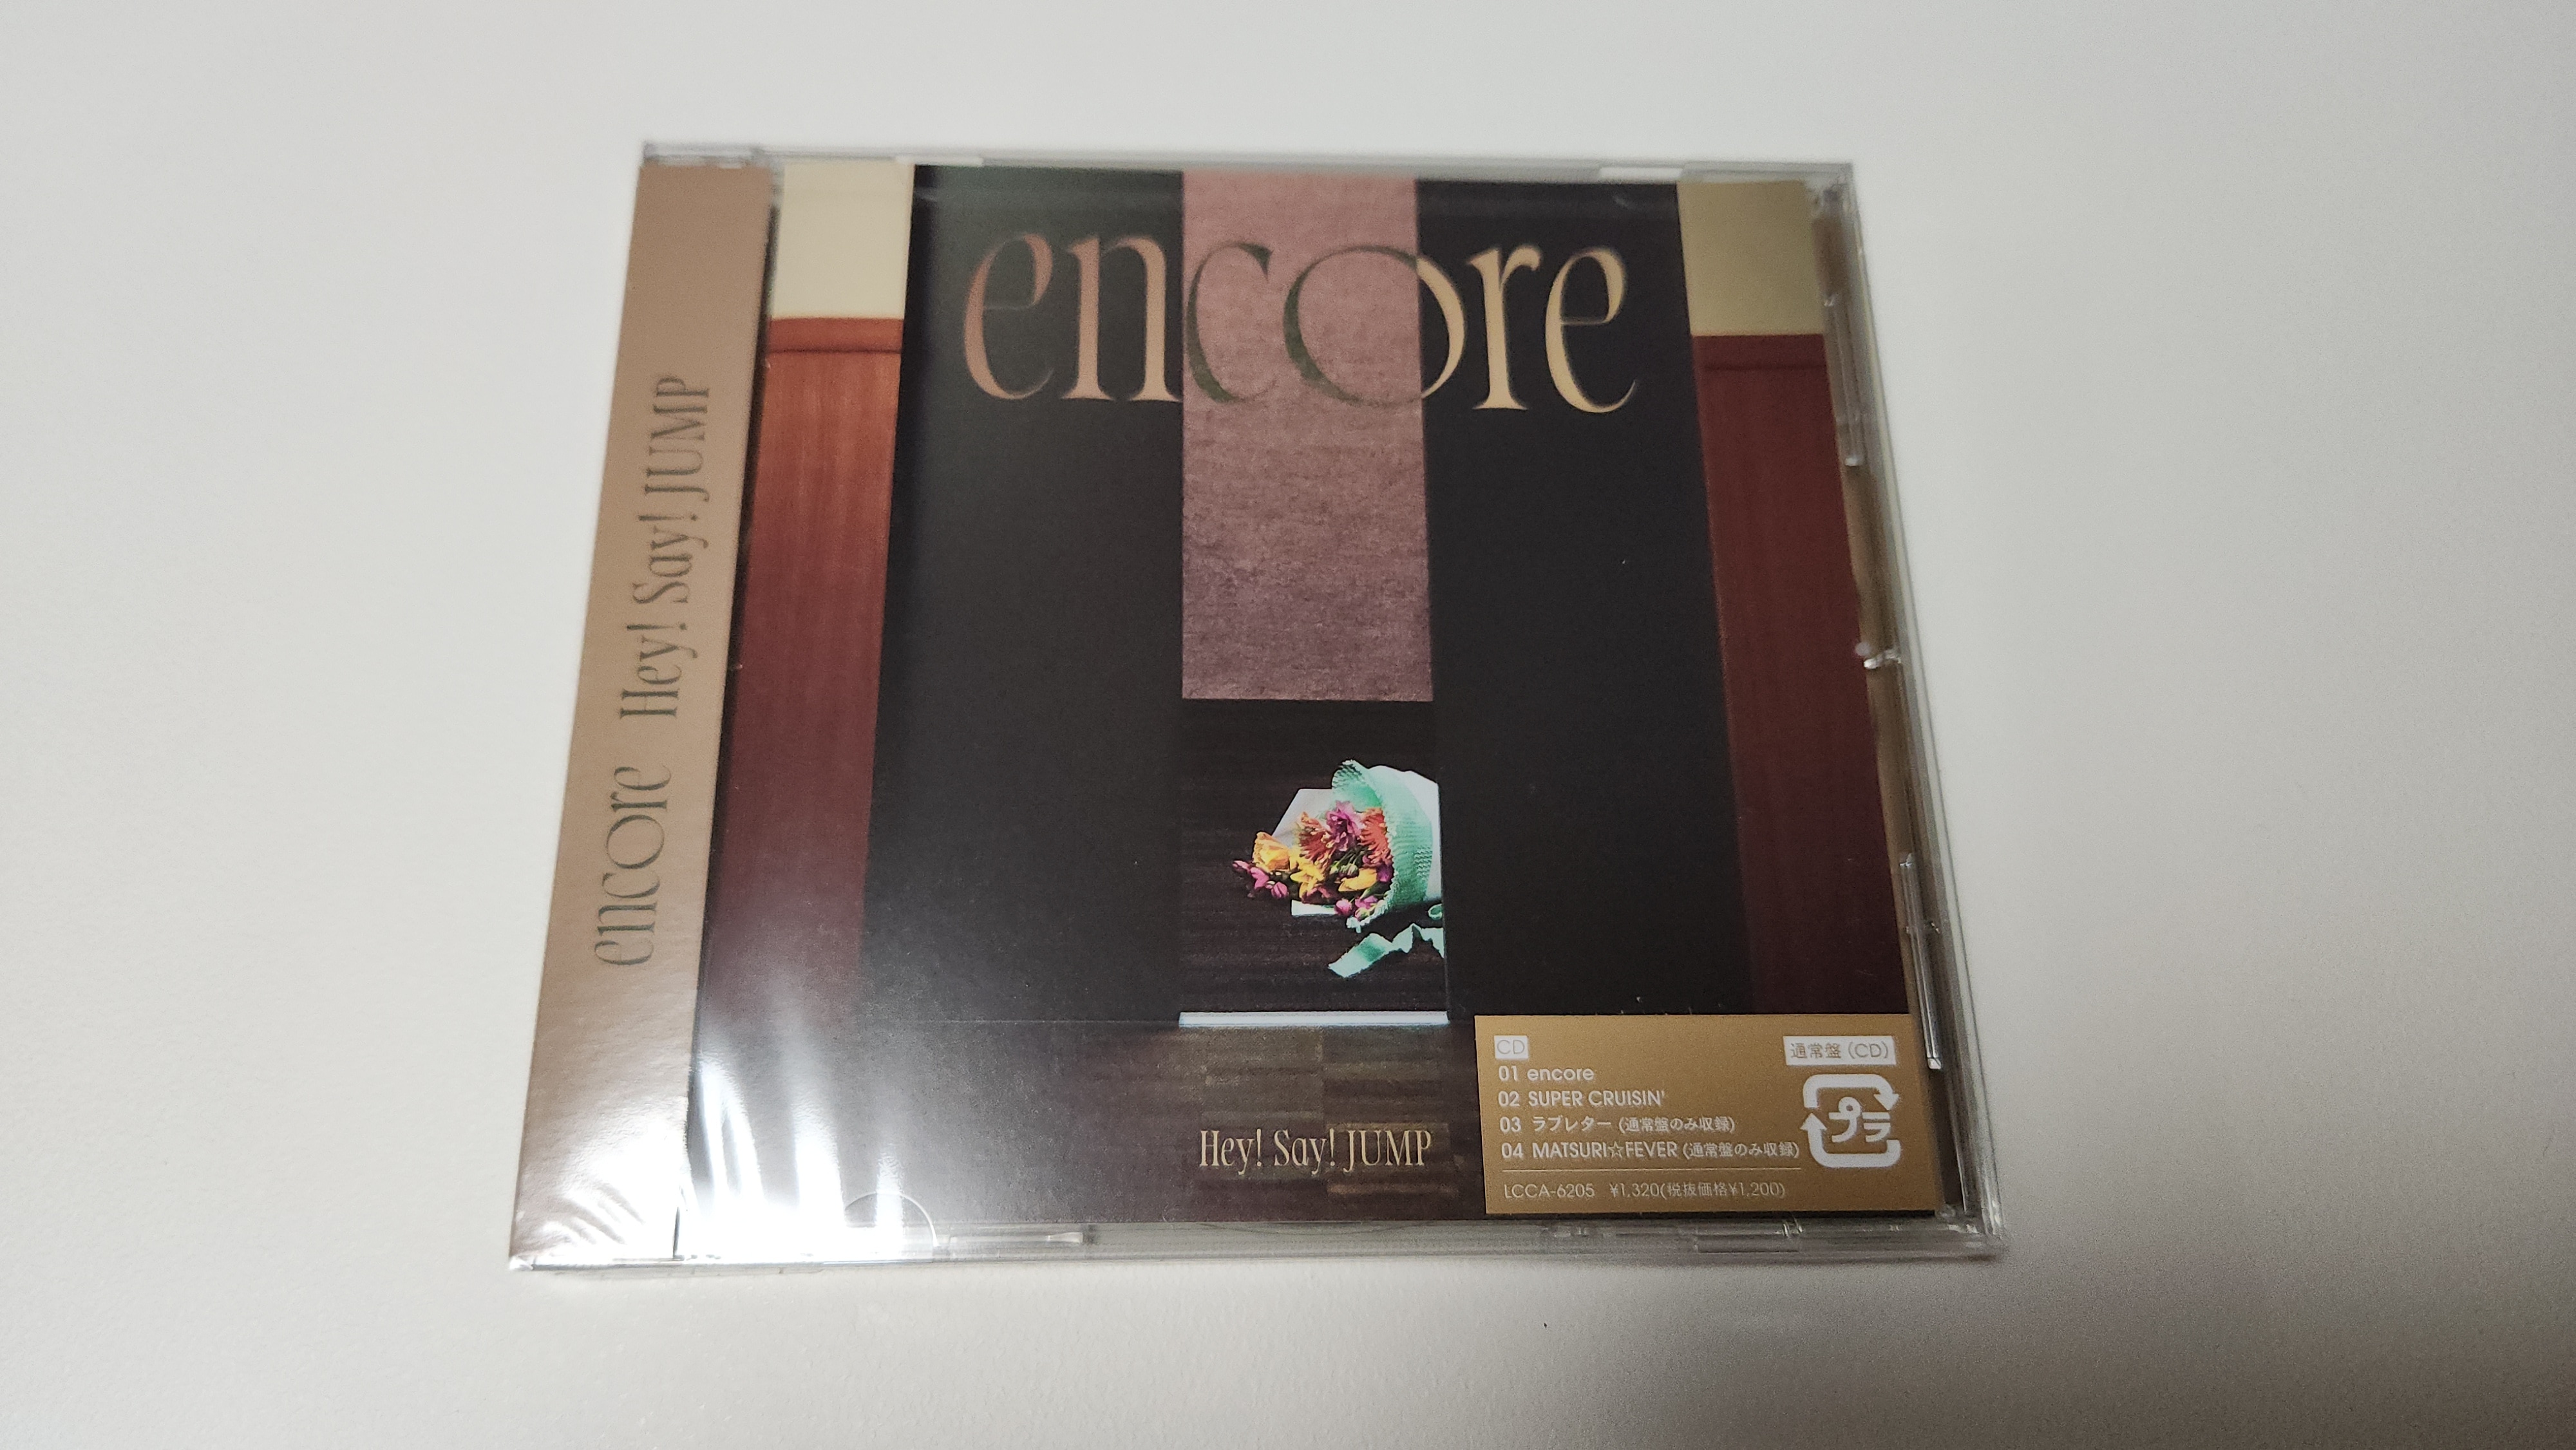 encore
encore Hey! Say! JUMP
Hey! Say! JUMP
CD
通常盤(CD)
01 encore
02 SUPER CRUISIN'
03 ラブレター (通常盤のみ収録)
04 MATSURI☆FEVER (通常盤のみ収録)
プラ
LCCA-6205 ¥1,320(税抜価格¥1,200)